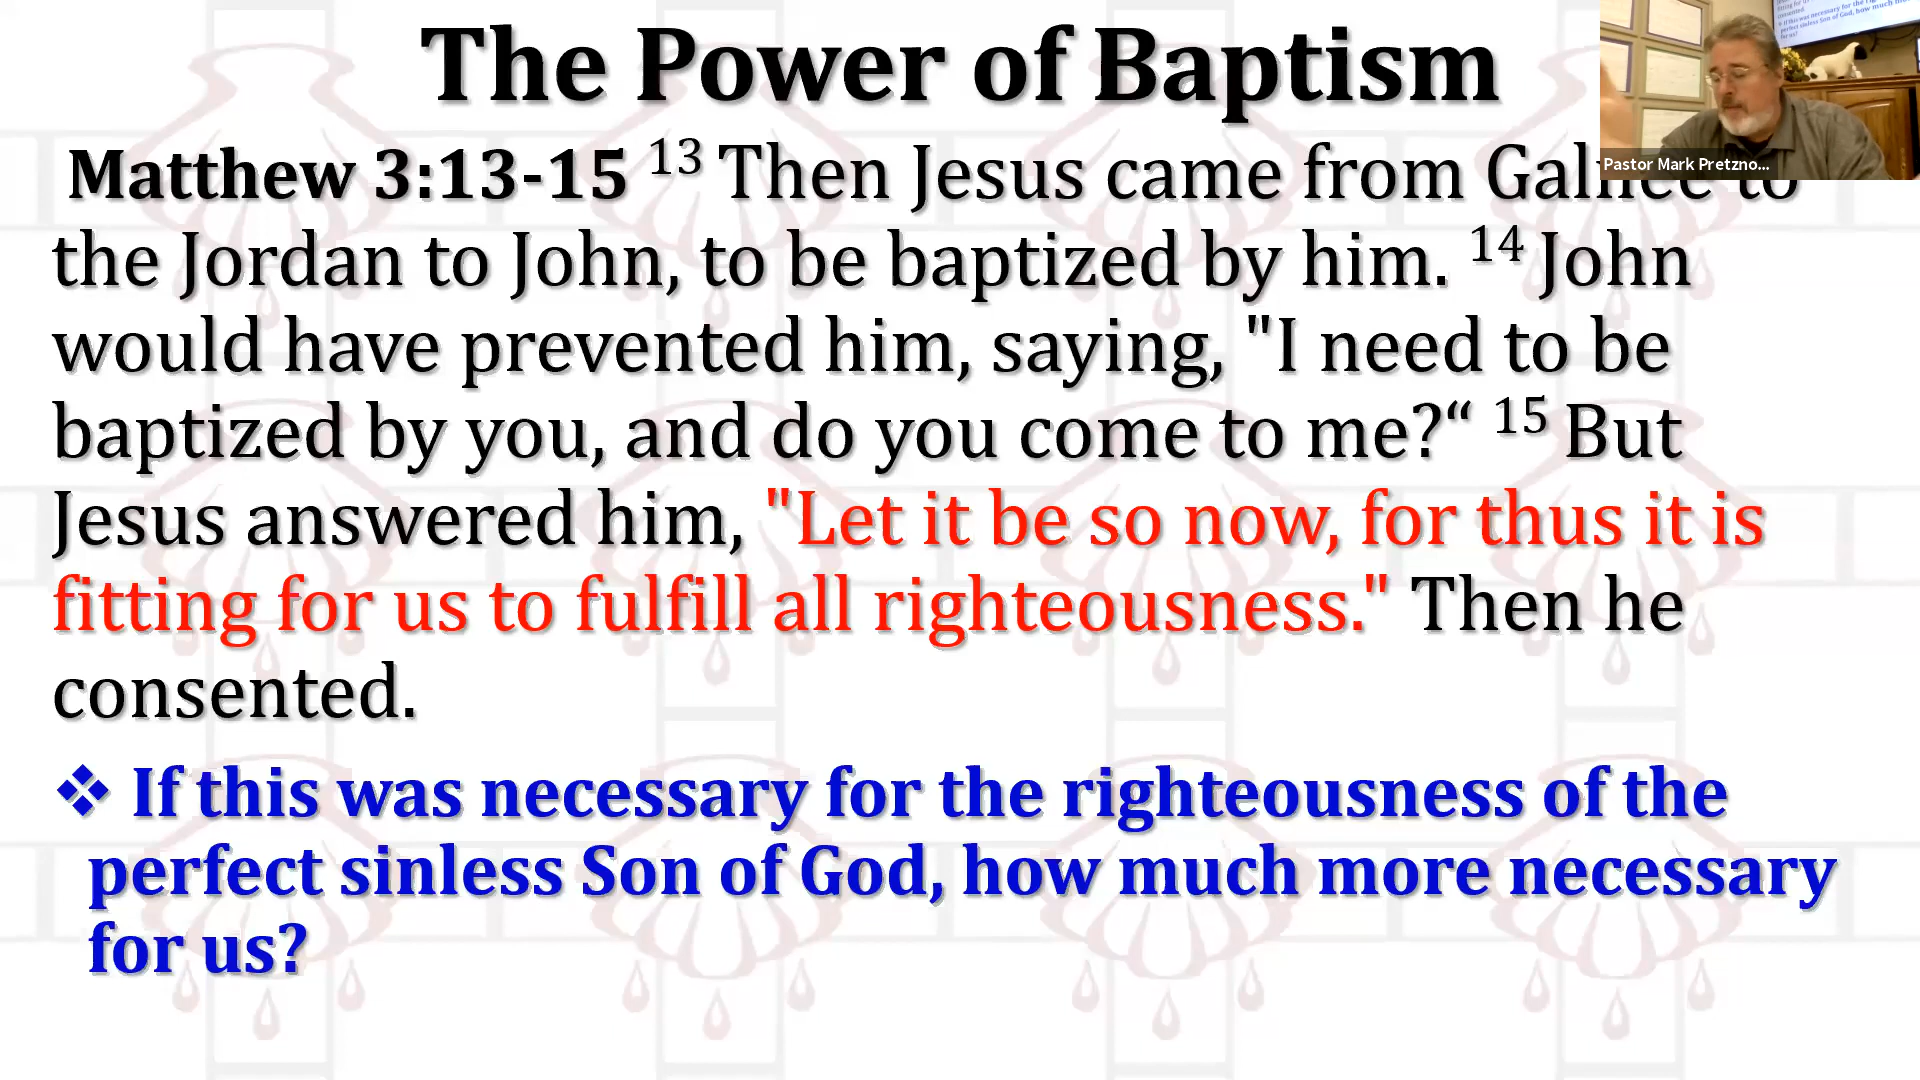 The Power of Baptism
Matthew 3:13-15 13 Then Jesus came from Galilee to
the Jordan to John, to be baptized by him. 14 John
would have prevented him, saying, "I need to be
baptized by you, and do you come to me?“ 15 But
Jesus answered him, "Let it be so now, for thus it is
fitting for us to fulfill all righteousness." Then he
consented.
❖ If this was necessary for the righteousness of the
perfect sinless Son of God, how much more necessary
for us?
Pastor Mark Pretzno...